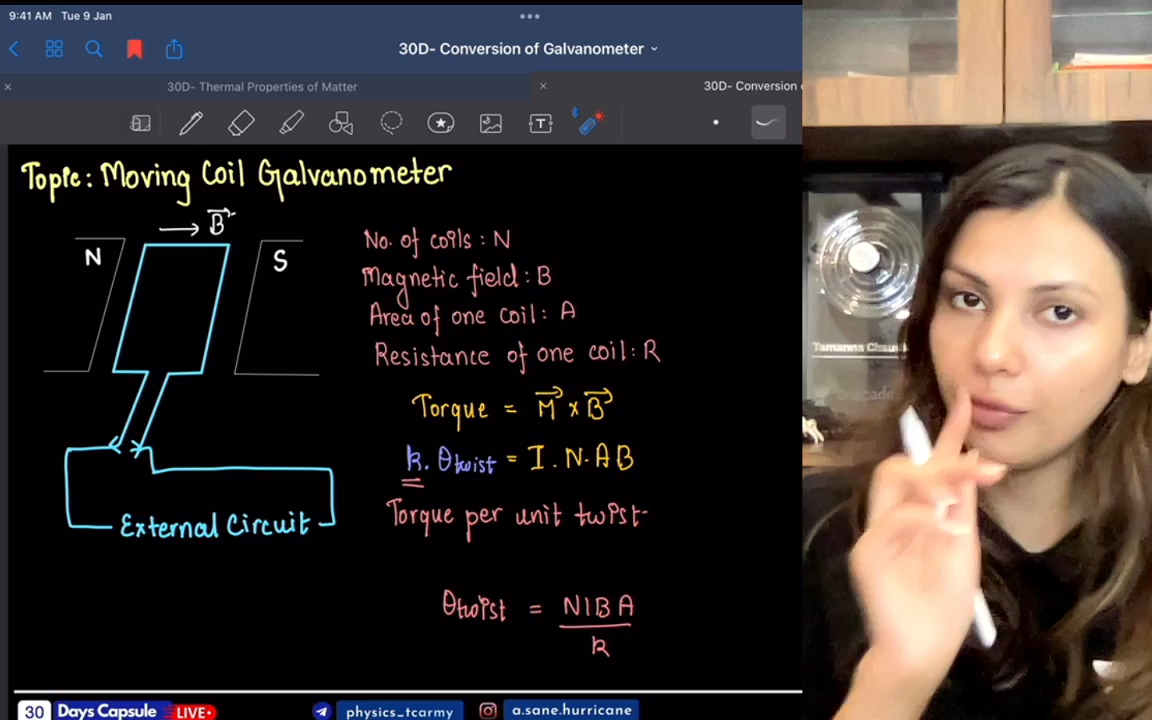 9:41 AM Tue 9 Jan
30D- Conversion of Galvanometer
30D- Thermal Properties of Matter
30D- Conversion
Topic: Moving Coil Galvanometer
B
N
S
No. of coils : N
Magnetic field : B
Area of one coil : A
Resistance of one coil : R
Torque = M × B
k. θtwist = I . N. A B
Torque per unit twist
External Circuit
θtwist = NIBA
k
Tamanna Chau
30 Days Capsule LIVE
physics_tcarmy
a.sane.hurricane